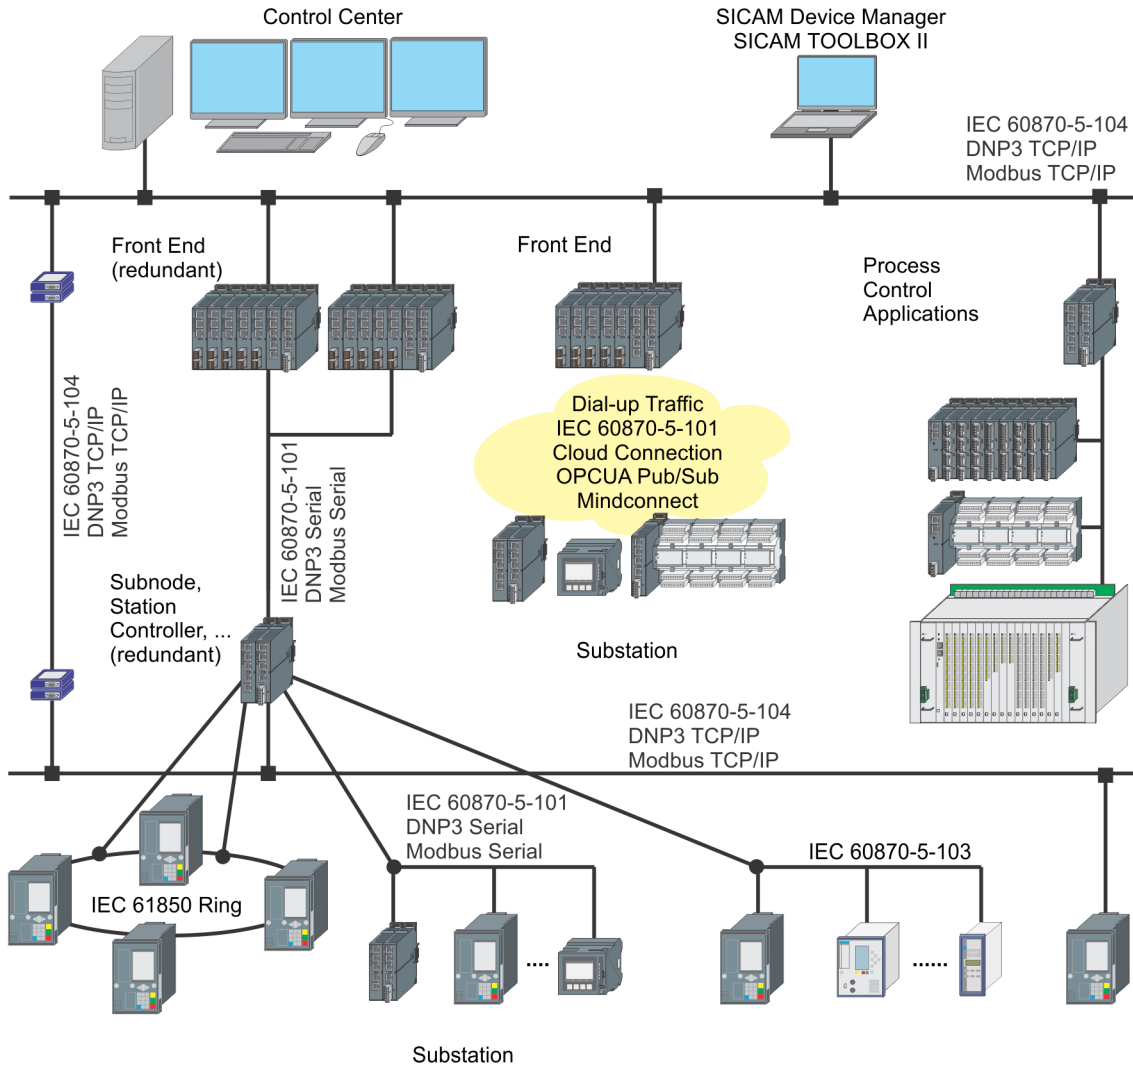 Control Center
SICAM Device Manager
SICAM TOOLBOX II
IEC 60870-5-104
DNP3 TCP/IP
Modbus TCP/IP
Front End
(redundant)
Front End
Process
Control
Applications
IEC 60870-5-104
DNP3 TCP/IP
Modbus TCP/IP
IEC 60870-5-101
DNP3 Serial
Modbus Serial
Dial-up Traffic
IEC 60870-5-101
Cloud Connection
OPCUA Pub/Sub
Mindconnect
Subnode,
Station
Controller, ...
(redundant)
Substation
IEC 60870-5-104
DNP3 TCP/IP
Modbus TCP/IP
IEC 60870-5-101
DNP3 Serial
Modbus Serial
IEC 60870-5-103
IEC 61850 Ring
....
......
Substation